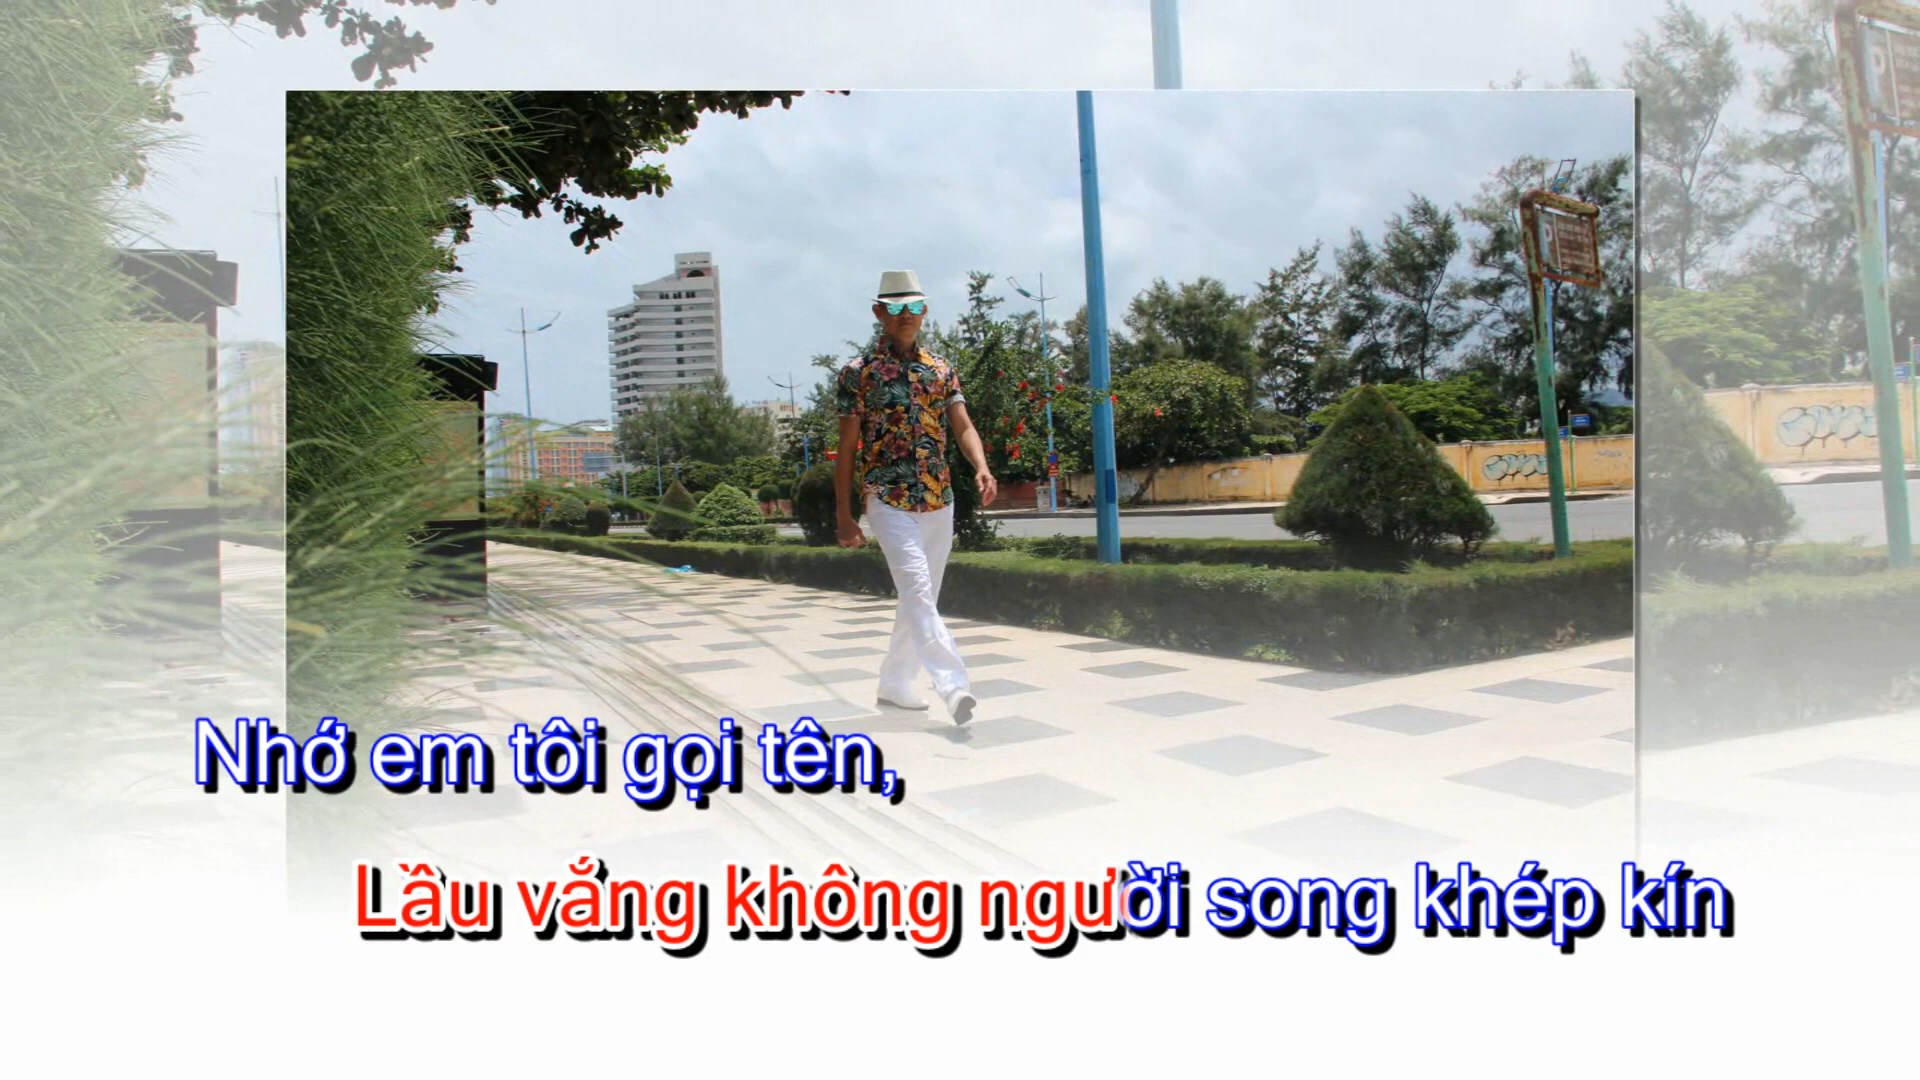 P
Nhớ em tôi gọi tên,
Lầu vắng không người song khép kín